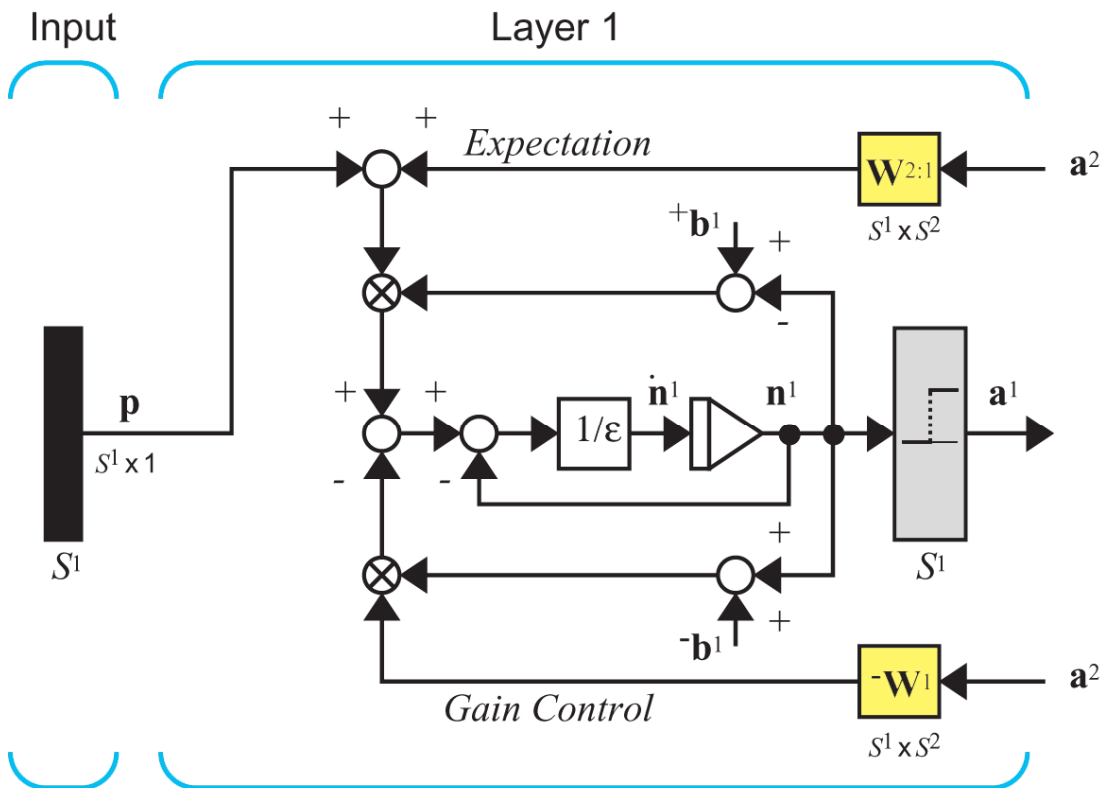 Input
Layer 1
+ +
Expectation
W²:¹
a²
S¹ x S²
⁺b¹
+
-
p
S¹ x 1
S¹
+ +
1/ε
ṅ¹
n¹
a¹
- -
S¹
+
+
⁻b¹
⁻W¹
a²
Gain Control
S¹ x S²